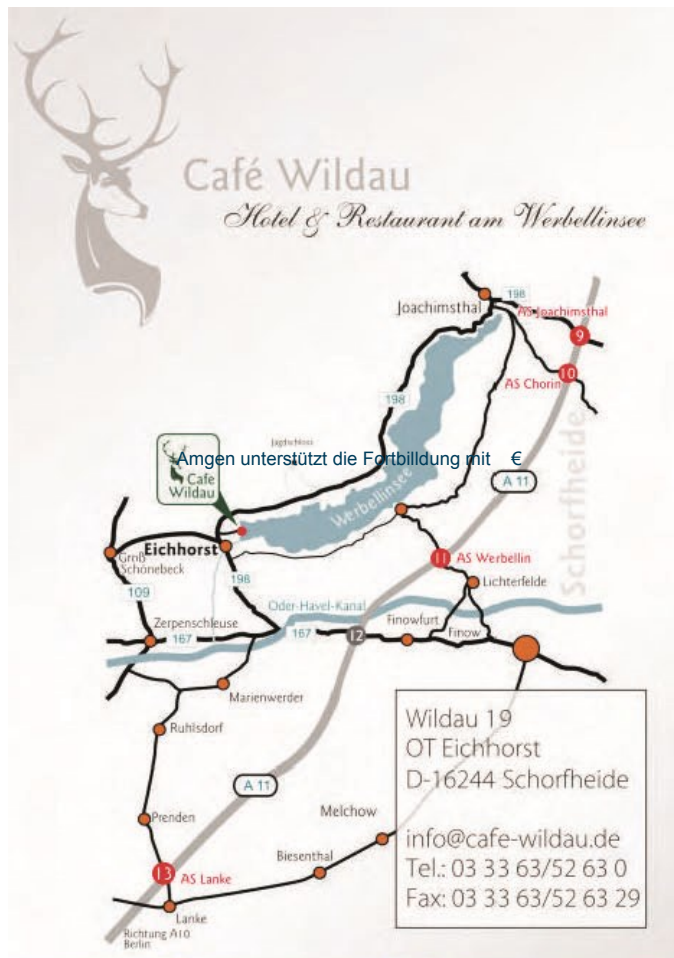 Café Wildau
Hotel & Restaurant am Werbellinsee
Joachimsthal
198
AS Joachimsthal
9
10
AS Chorin
198
Schorfheide
Jagdschloss
Amgen unterstützt die Fortbilldung mit €
Cafe
Wildau
A 11
Werbellinsee
Eichhorst
Groß
Schönebeck
11 AS Werbellin
198
109
Lichterfelde
Oder-Havel-Kanal
Zerpenschleuse
167
167
12
Finowfurt
Finow
Marienwerder
Ruhlsdorf
A 11
Prenden
Melchow
Biesenthal
13 AS Lanke
Lanke
Richtung A10
Berlin
Wildau 19
OT Eichhorst
D-16244 Schorfheide
info@cafe-wildau.de
Tel.: 03 33 63/52 63 0
Fax: 03 33 63/52 63 29